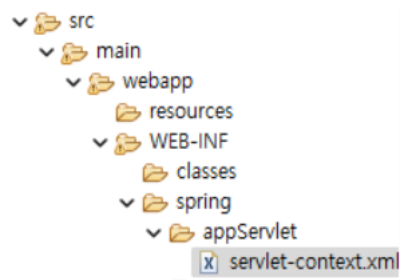 src
main
webapp
resources
WEB-INF
classes
spring
appServlet
servlet-context.xml